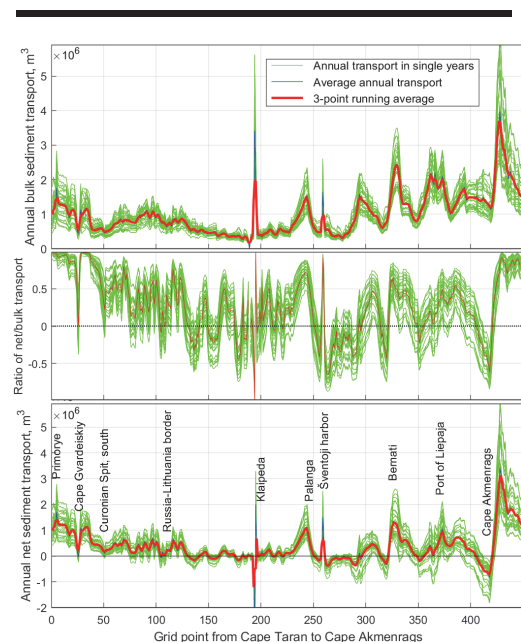 ×10⁶
Annual bulk sediment transport, m³
5
4
3
2
1
0
Annual transport in single years
Average annual transport
3-point running average
Ratio of net/bulk transport
0.5
0
-0.5
×10⁶
Annual net sediment transport, m³
5
4
3
2
1
0
-1
-2
Primorye
Cape Gvardeiskiy
Curonian Spit, south
Russia-Lithuania border
Klaipeda
Palanga
Sventoji harbor
Bernati
Port of Liepaja
Cape Akmenrags
0 50 100 150 200 250 300 350 400 450
Grid point from Cape Taran to Cape Akmenrags